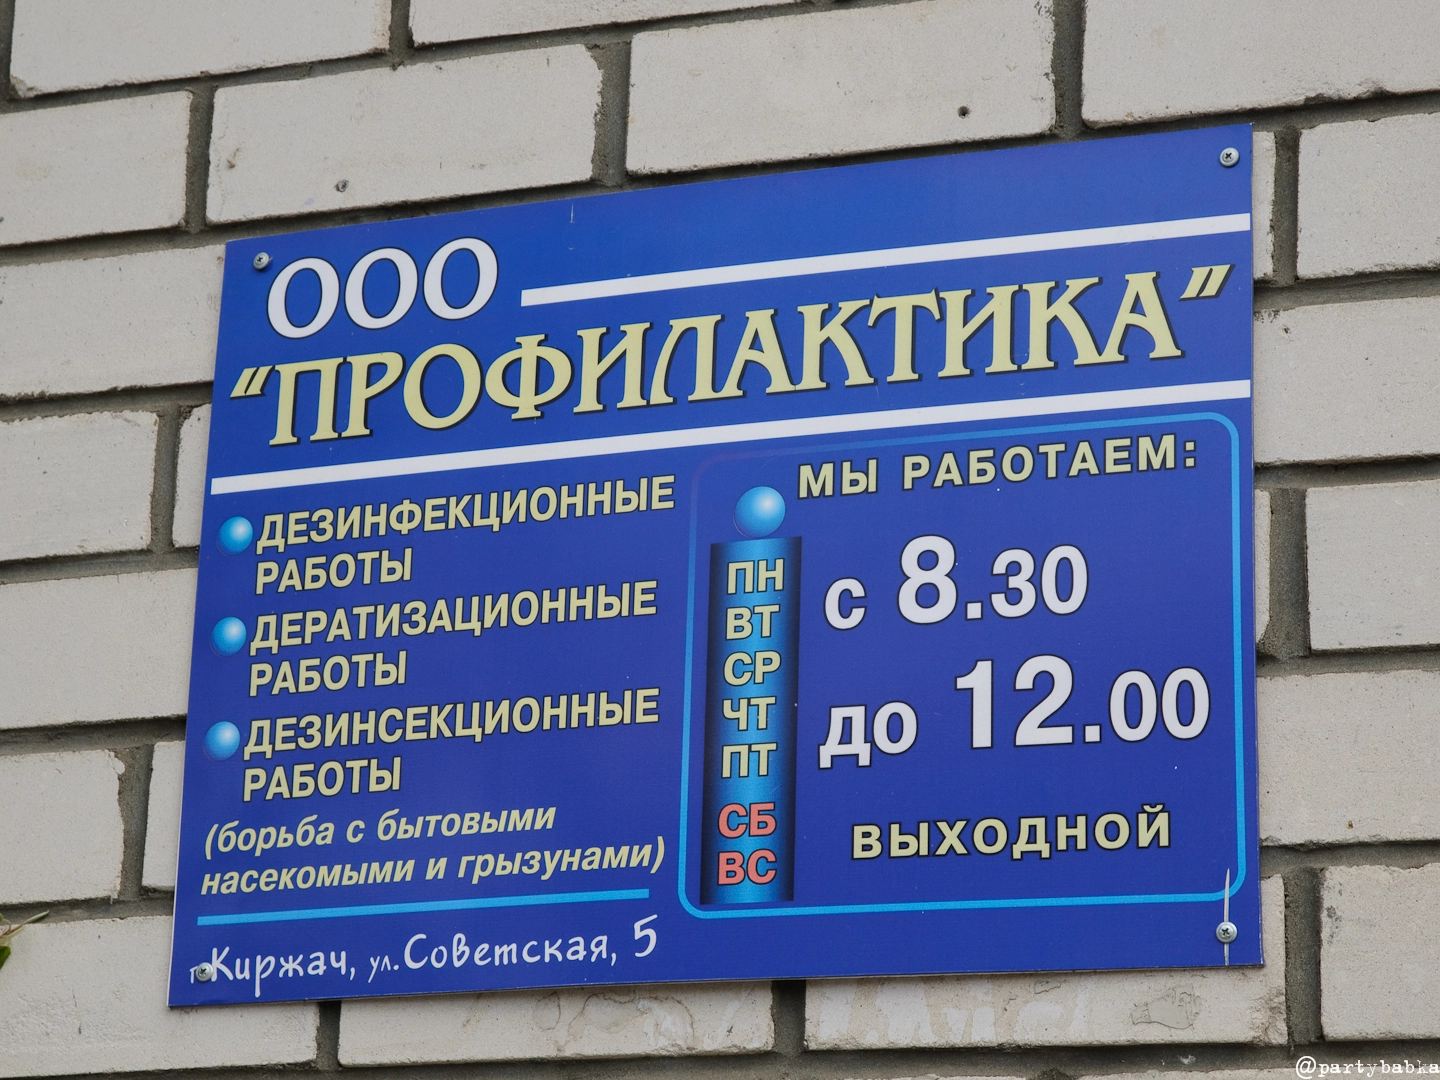 ООО
"ПРОФИЛАКТИКА"
ДЕЗИНФЕКЦИОННЫЕ
РАБОТЫ
ДЕРАТИЗАЦИОННЫЕ
РАБОТЫ
ДЕЗИНСЕКЦИОННЫЕ
РАБОТЫ
(борьба с бытовыми
насекомыми и грызунами)
г.Киржач, ул.Советская, 5
МЫ РАБОТАЕМ:
ПН
ВТ
СР
ЧТ
ПТ
с 8.30
до 12.00
СБ
ВС
ВЫХОДНОЙ
@partybabka